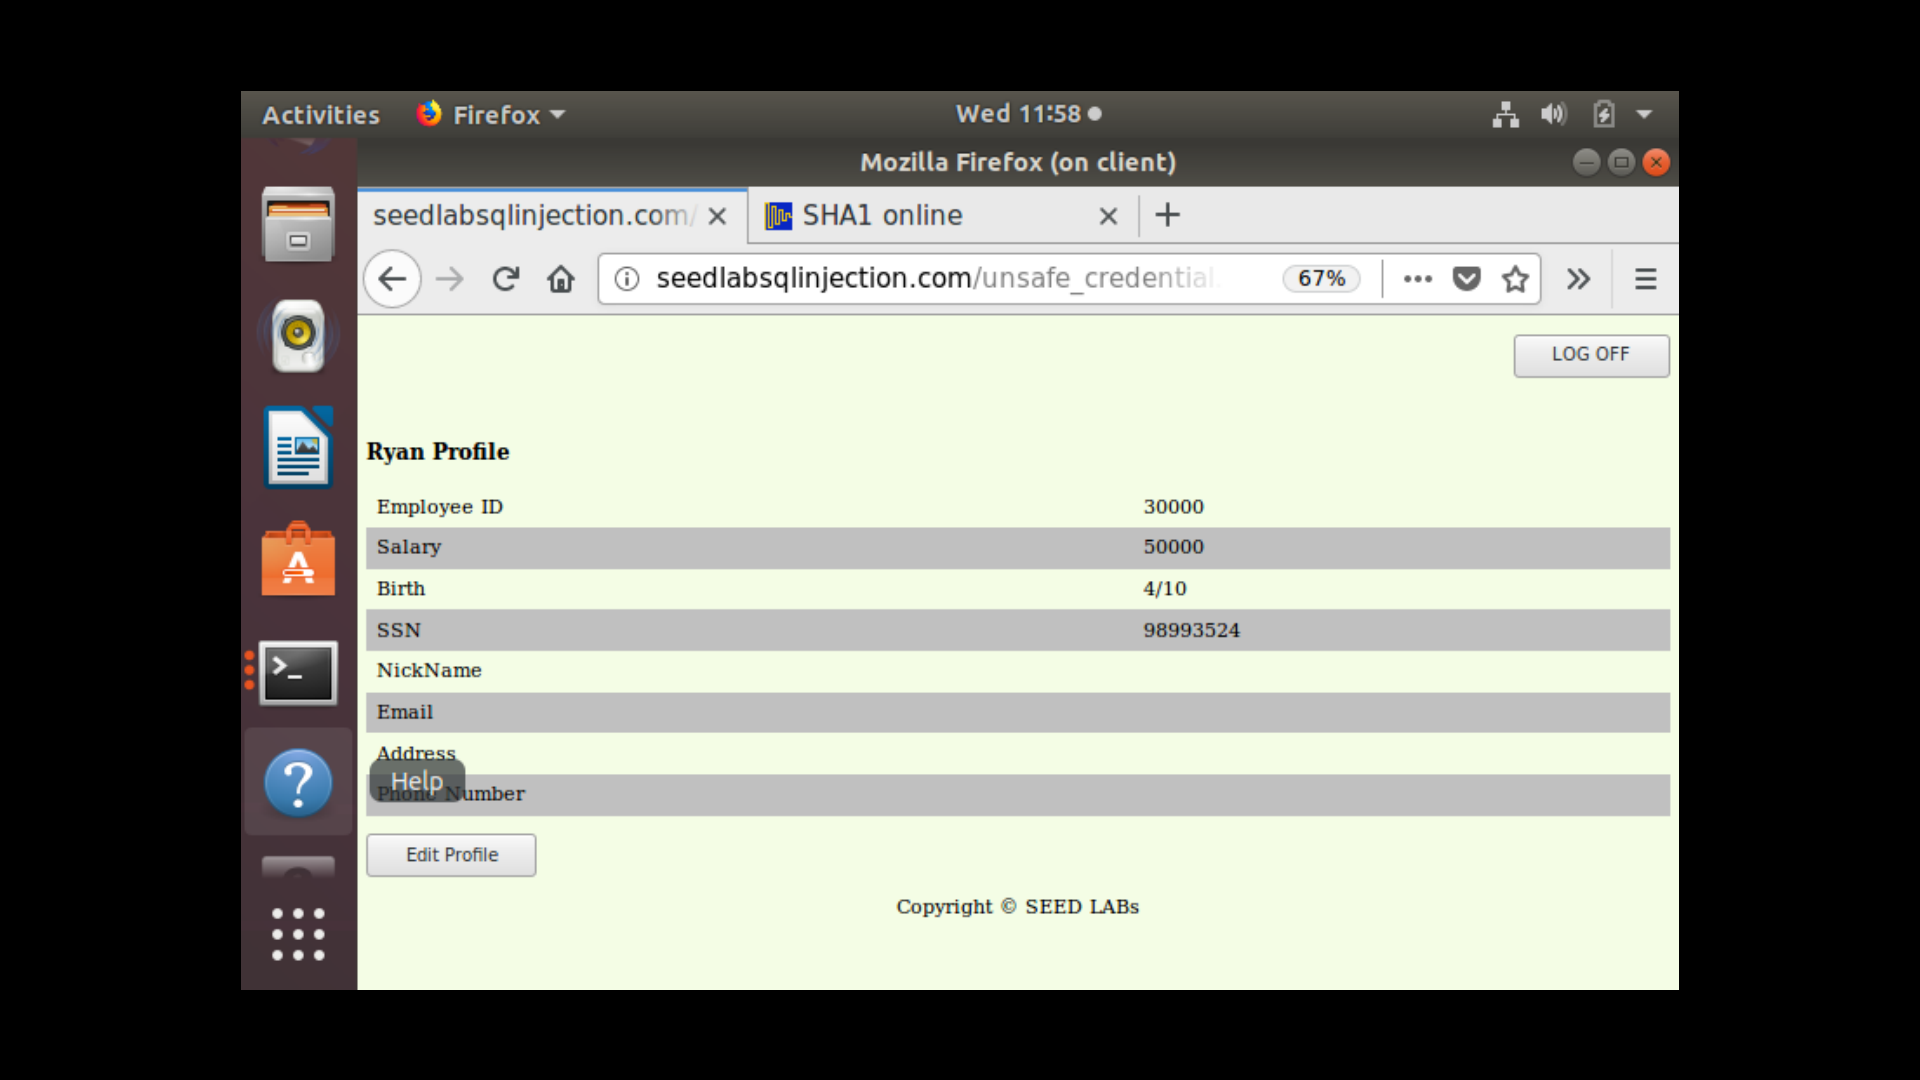 Activities Firefox Wed 11:58
Mozilla Firefox (on client)
seedlabsqlinjection.com/ SHA1 online
seedlabsqlinjection.com/unsafe_credential. 67%
LOG OFF
Ryan Profile
Employee ID 30000
Salary 50000
Birth 4/10
SSN 98993524
NickName
Email
Address
Help
Phone Number
Edit Profile
Copyright © SEED LABs